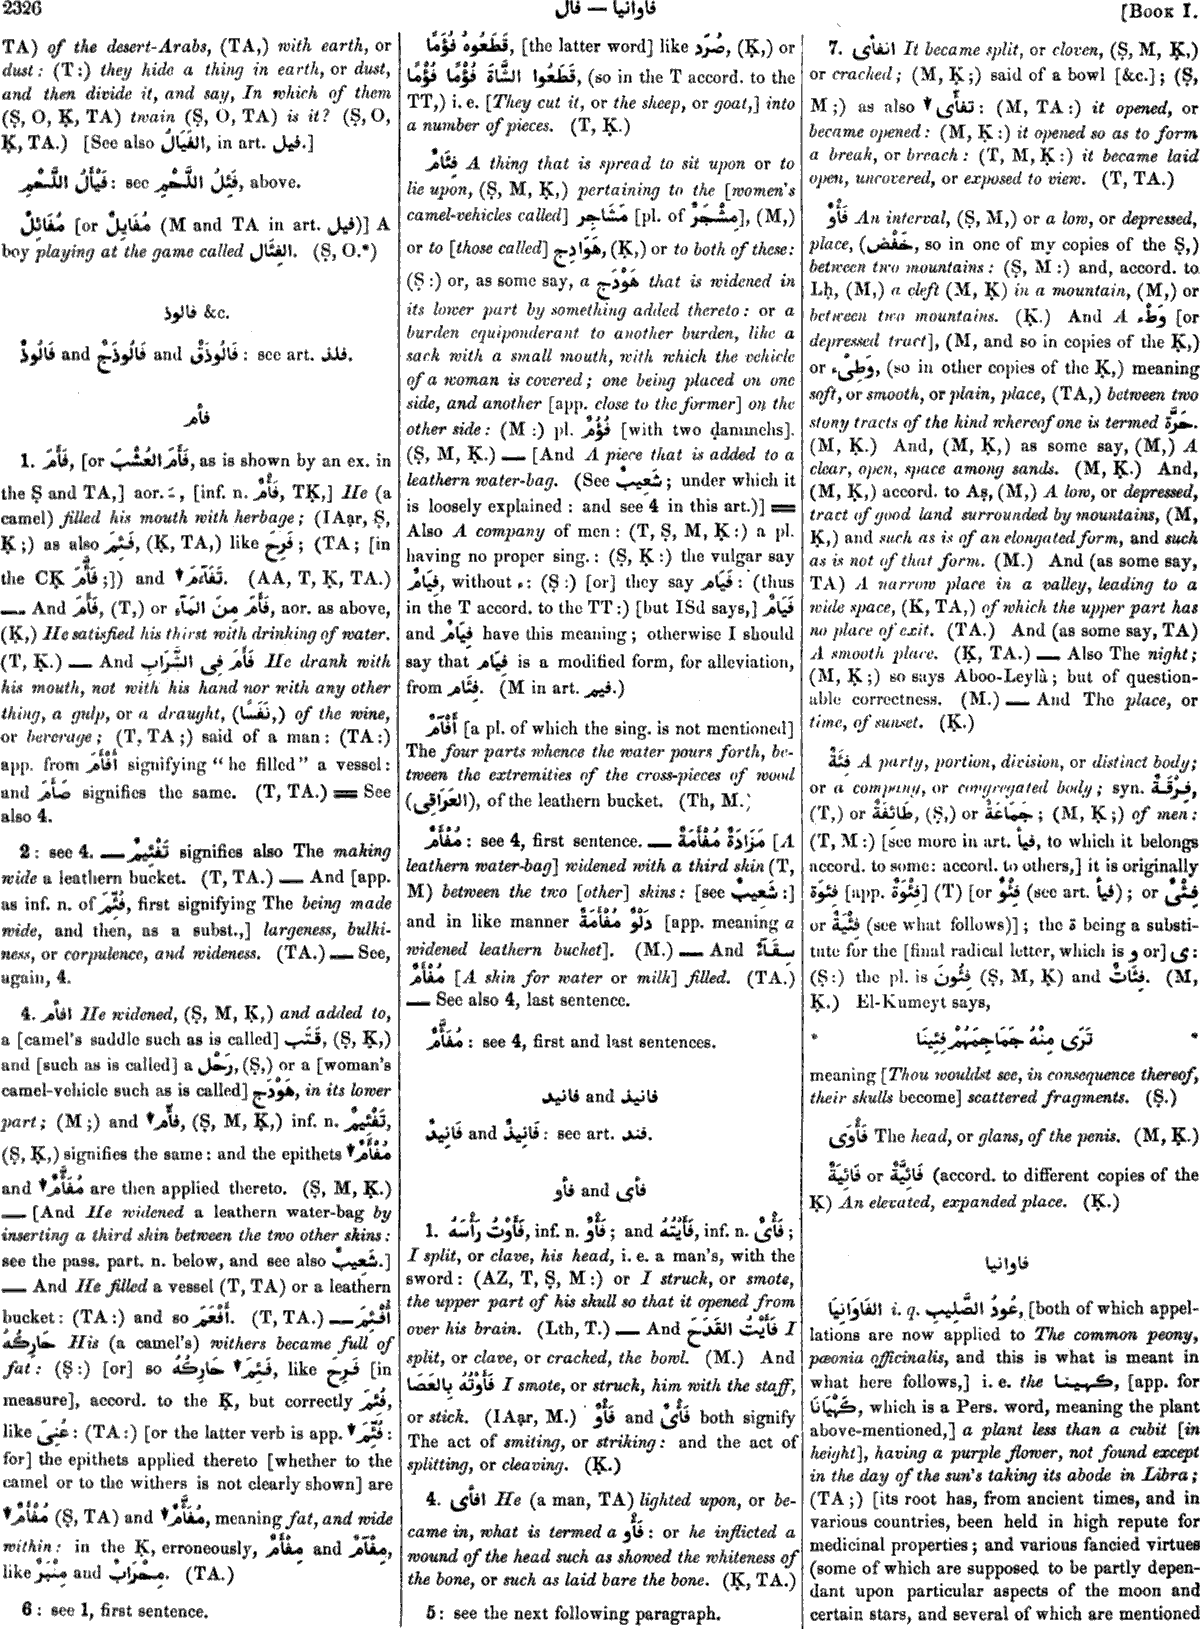 2326
فاوانيا — فال
[BOOK I.
TA) of the desert-Arabs, (TA,) with earth, or
dust: (T:) they hide a thing in earth, or dust,
and then divide it, and say, In which of them
(Ṣ, O, Ḳ, TA) twain (Ṣ, O, TA) is it? (Ṣ, O,
Ḳ, TA.) [See also الفَيَالُ, in art. فيل.]
فَيْأَلُ اللَّحْمِ: see فَئِلُ اللَّحْمِ, above.
مُفَائِلٌ [or مُفَايِلٌ (M and TA in art. فيل)] A
boy playing at the game called الفِئَال. (Ṣ, O.*)
فالوذ &c.
فَالُوذٌ and فَالُوذَجٌ and فَالُوذَقٌ: see art. فلذ.
فأم
1. فَأَمَ, [or فَأَمَ العُشْبَ, as is shown by an ex. in
the Ṣ and TA,] aor. ــَ, [inf. n. فَأْمٌ, TḲ,] He (a
camel) filled his mouth with herbage; (IAạr, Ṣ,
Ḳ;) as also فَئِمَ, (Ḳ, TA,) like فَرِحَ; (TA; [in
the CḲ فَأَّمَ;]) and ▼ تَفَآءَمَ. (AA, T, Ḳ, TA.)
— And فَأَمَ, (T,) or فَأَمَ مِنَ المَآءِ, aor. as above,
(Ḳ,) He satisfied his thirst with drinking of water.
(T, Ḳ.) — And فَأَمَ فِى الشَّرَابِ He drank with
his mouth, not with his hand nor with any other
thing, a gulp, or a draught, (نَفَسًا,) of the wine,
or beverage; (T, TA;) said of a man: (TA:)
app. from أَفْأَمَ signifying “he filled” a vessel:
and صَأَمَ signifies the same. (T, TA.) ═ See
also 4.
2: see 4. — تَفْئِيمٌ signifies also The making
wide a leathern bucket. (T, TA.) — And [app.
as inf. n. of فُئِّمَ, first signifying The being made
wide, and then, as a subst.,] largeness, bulki-
ness, or corpulence, and wideness. (TA.) — See,
again, 4.
4. افأم He widened, (Ṣ, M, Ḳ,) and added to,
a [camel's saddle such as is called] قَتَب, (Ṣ, Ḳ,)
and [such as is called] a رَحْل, (Ṣ,) or a [woman's
camel-vehicle such as is called] هَوْدَج, in its lower
part; (M;) and ▼ فأّم, (Ṣ, M, Ḳ,) inf. n. تَفْئِيمٌ,
(Ṣ, Ḳ,) signifies the same: and the epithets ▼ مُفْأَمٌ
and ▼ مُفَأَّمٌ are then applied thereto. (Ṣ, M, Ḳ.)
— [And He widened a leathern water-bag by
inserting a third skin between the two other skins:
see the pass. part. n. below, and see also شَعِيبٌ.]
— And He filled a vessel (T, TA) or a leathern
bucket: (TA:) and so أَفْعَمَ. (T, TA.) — أُفْئِمَ
حَارِكُهُ His (a camel's) withers became full of
fat: (Ṣ:) [or] so ▼ فَئِمَ حَارِكُهُ, like فَرِحَ [in
measure], accord. to the Ḳ, but correctly فُئِمَ,
like عُنِىَ: (TA:) [or the latter verb is app. ▼ فُئِّمَ:
for] the epithets applied thereto [whether to the
camel or to the withers is not clearly shown] are
▼ مُفْأَمٌ (Ṣ, TA) and ▼ مُفَأَّمٌ, meaning fat, and wide
within: in the Ḳ, erroneously, مِفْأَمٌ and مِفْآمٌ,
like مِنْبَرٌ and مِحْرَابٌ. (TA.)
6: see 1, first sentence.
قَطَعُوهُ فُؤَمًا, [the latter word] like صُرَد, (Ḳ,) or
قَطَعُوا الشَّاةَ فُؤْمًا فُؤْمًا, (so in the T accord. to the
TT,) i. e. [They cut it, or the sheep, or goat,] into
a number of pieces. (T, Ḳ.)
فِئَامٌ A thing that is spread to sit upon or to
lie upon, (Ṣ, M, Ḳ,) pertaining to the [women's
camel-vehicles called] مَشَاجِر [pl. of مِشْجَرٌ], (M,)
or to [those called] هَوَادِج, (Ḳ,) or to both of these:
(Ṣ:) or, as some say, a هَوْدَج that is widened in
its lower part by something added thereto: or a
burden equiponderant to another burden, like a
sack with a small mouth, with which the vehicle
of a woman is covered; one being placed on one
side, and another [app. close to the former] on the
other side: (M:) pl. فُؤُمٌ [with two ḍammehs].
(Ṣ, M, Ḳ.) — [And A piece that is added to a
leathern water-bag. (See شَعِيبٌ; under which it
is loosely explained: and see 4 in this art.)] ═
Also A company of men: (T, Ṣ, M, Ḳ:) a pl.
having no proper sing.: (Ṣ, Ḳ:) the vulgar say
فِيَامٌ, without ء: (Ṣ:) [or] they say فَيَام: (thus
in the T accord. to the TT:) [but ISd says,] فَيَامٌ
and فِيَامٌ have this meaning; otherwise I should
say that فِيَام is a modified form, for alleviation,
from فِئَام. (M in art. فيم.)
أَفْآمٌ [a pl. of which the sing. is not mentioned]
The four parts whence the water pours forth, be-
tween the extremities of the cross-pieces of wood
(العَرَاقِى), of the leathern bucket. (Th, M.)
مُفْأَمٌ: see 4, first sentence. — مَزَادَةٌ مُفْأَمَةٌ [A
leathern water-bag] widened with a third skin (T,
M) between the two [other] skins: [see شَعِيبٌ:]
and in like manner دَلْوٌ مُفْأَمَةٌ [app. meaning a
widened leathern bucket]. (M.) — And سِقَآءٌ
مُفْأَمٌ [A skin for water or milk] filled. (TA.)
— See also 4, last sentence.
مُفَأَّمٌ: see 4, first and last sentences.
فانيد and فانيذ
فَانِيدٌ and فَانِيذٌ: see art. فند.
فأو and فأى
1. فَأَوْتُ رَأْسَهُ, inf. n. فَأْوٌ; and فَأَيْتُهُ, inf. n. فَأْىٌ;
I split, or clave, his head, i. e. a man's, with the
sword: (AZ, T, Ṣ, M:) or I struck, or smote,
the upper part of his skull so that it opened from
over his brain. (Lth, T.) — And فَأَيْتُ القَدَحَ I
split, or clave, or cracked, the bowl. (M.) And
فَأَوْتُهُ بِالعَصَا I smote, or struck, him with the staff,
or stick. (IAạr, M.) فَأْوٌ and فَأْىٌ both signify
The act of smiting, or striking: and the act of
splitting, or cleaving. (Ḳ.)
4. افأى He (a man, TA) lighted upon, or be-
came in, what is termed a فَأْو: or he inflicted a
wound of the head such as showed the whiteness of
the bone, or such as laid bare the bone. (Ḳ, TA.)
5: see the next following paragraph.
7. انفأى It became split, or cloven, (Ṣ, M, Ḳ,)
or cracked; (M, Ḳ;) said of a bowl [&c.]; (Ṣ,
M;) as also ▼ تفأّى: (M, TA:) it opened, or
became opened: (M, Ḳ:) it opened so as to form
a break, or breach: (T, M, Ḳ:) it became laid
open, uncovered, or exposed to view. (T, TA.)
فَأْوٌ An interval, (Ṣ, M,) or a low, or depressed,
place, (خَفْض, so in one of my copies of the Ṣ,)
between two mountains: (Ṣ, M:) and, accord. to
Lḥ, (M,) a cleft (M, Ḳ) in a mountain, (M,) or
between two mountains. (Ḳ.) And A وَطْء [or
depressed tract], (M, and so in copies of the Ḳ,)
or وَطِىْء, (so in other copies of the Ḳ,) meaning
soft, or smooth, or plain, place, (TA,) between two
stony tracts of the kind whereof one is termed حَرَّة.
(M, Ḳ.) And, (M, Ḳ,) as some say, (M,) A
clear, open, space among sands. (M, Ḳ.) And,
(M, Ḳ,) accord. to Aṣ, (M,) A low, or depressed,
tract of good land surrounded by mountains, (M,
Ḳ,) and such as is of an elongated form, and such
as is not of that form. (M.) And (as some say,
TA) A narrow place in a valley, leading to a
wide space, (K, TA,) of which the upper part has
no place of exit. (TA.) And (as some say, TA)
A smooth place. (Ḳ, TA.) — Also The night;
(M, Ḳ;) so says Aboo-Leylà; but of question-
able correctness. (M.) — And The place, or
time, of sunset. (Ḳ.)
فِئَةٌ A party, portion, division, or distinct body;
or a company, or congregated body; syn. فِرْقَةٌ,
(T,) or طَائِفَةٌ, (Ṣ,) or جَمَاعَةٌ; (M, Ḳ;) of men:
(T, M:) [see more in art. فيأ, to which it belongs
accord. to some: accord. to others,] it is originally
فِئوَة [app. فِئْوَةٌ] (T) [or فِئْوٌ (see art. فيأ); or فِئْىٌ
or فِئْيَةٌ (see what follows)]; the ة being a substi-
tute for the [final radical letter, which is و or] ى:
(Ṣ:) the pl. is فِئُونَ (Ṣ, M, Ḳ) and فِئَاتٌ. (M,
Ḳ.) El-Kumeyt says,
* تَرَى مِنْهُ جَمَاجِمَهُمْ فِئِينَا *
meaning [Thou wouldst see, in consequence thereof,
their skulls become] scattered fragments. (Ṣ.)
فَأْوَى The head, or glans, of the penis. (M, Ḳ.)
فَائِيَةٌ or فَائِيَّةٌ (accord. to different copies of the
Ḳ) An elevated, expanded place. (Ḳ.)
فاوانيا
الفَاوَانِيَا i. q. عُودُ الصَّلِيبِ, [both of which appel-
lations are now applied to The common peony,
pæonia officinalis, and this is what is meant in
what here follows,] i. e. the كهينا, [app. for
كَهْيَانَا, which is a Pers. word, meaning the plant
above-mentioned,] a plant less than a cubit [in
height], having a purple flower, not found except
in the day of the sun's taking its abode in Libra;
(TA;) [its root has, from ancient times, and in
various countries, been held in high repute for
medicinal properties; and various fancied virtues
(some of which are supposed to be partly depen-
dant upon particular aspects of the moon and
certain stars, and several of which are mentioned